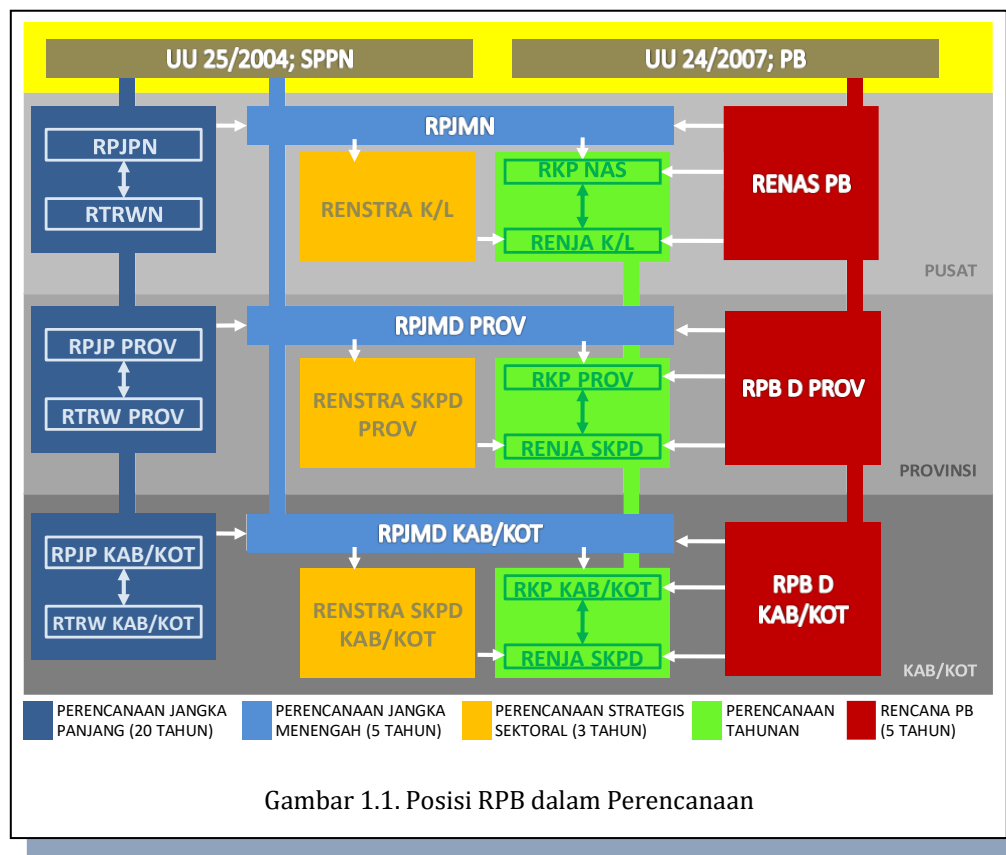 UU 25/2004; SPPN
UU 24/2007; PB
RPJPN
RTRWN
RPJMN
RENSTRA K/L
RKP NAS
RENJA K/L
RENAS PB
PUSAT
RPJP PROV
RTRW PROV
RPJMD PROV
RENSTRA SKPD
PROV
RKP PROV
RENJA SKPD
RPB D PROV
PROVINSI
RPJP KAB/KOT
RTRW KAB/KOT
RPJMD KAB/KOT
RENSTRA SKPD
KAB/KOT
RKP KAB/KOT
RENJA SKPD
RPB D
KAB/KOT
KAB/KOT
PERENCANAAN JANGKA
PANJANG (20 TAHUN)
PERENCANAAN JANGKA
MENENGAH (5 TAHUN)
PERENCANAAN STRATEGIS
SEKTORAL (3 TAHUN)
PERENCANAAN
TAHUNAN
RENCANA PB
(5 TAHUN)
Gambar 1.1. Posisi RPB dalam Perencanaan